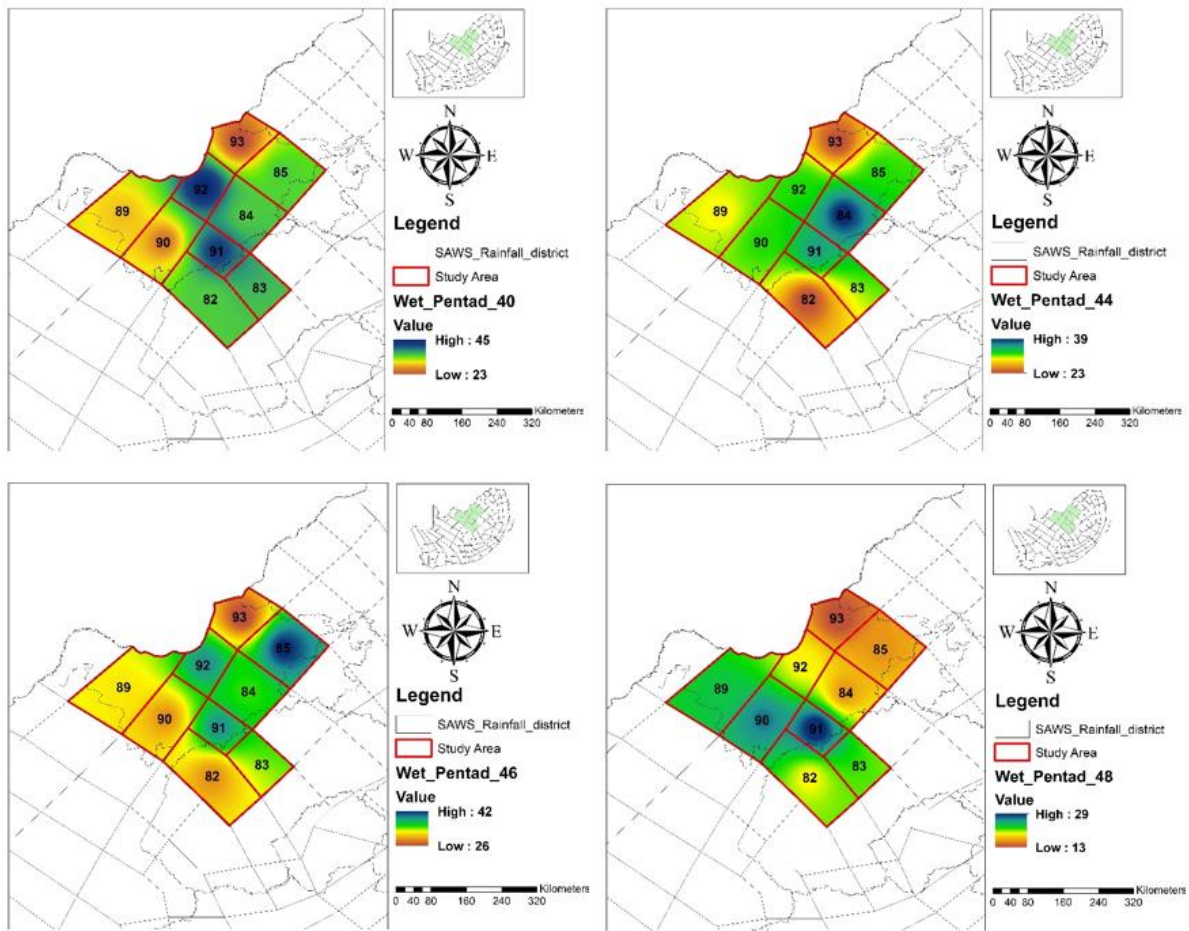 93
92
85
89
84
90
91
82
83
N
W E
S
Legend
SAWS_Rainfall_district
Study Area
Wet_Pentad_40
Value
High : 45
Low : 23
Kilometers
0 40 80 160 240 320
93
92
85
89
84
90
91
82
83
N
W E
S
Legend
SAWS_Rainfall_district
Study Area
Wet_Pentad_44
Value
High : 39
Low : 23
Kilometers
0 40 80 160 240 320
93
92
85
89
84
90
91
82
83
N
W E
S
Legend
SAWS_Rainfall_district
Study Area
Wet_Pentad_46
Value
High : 42
Low : 26
Kilometers
0 40 80 160 240 320
93
92
85
89
84
90
91
82
83
N
W E
S
Legend
SAWS_Rainfall_district
Study Area
Wet_Pentad_48
Value
High : 29
Low : 13
Kilometers
0 40 80 160 240 320